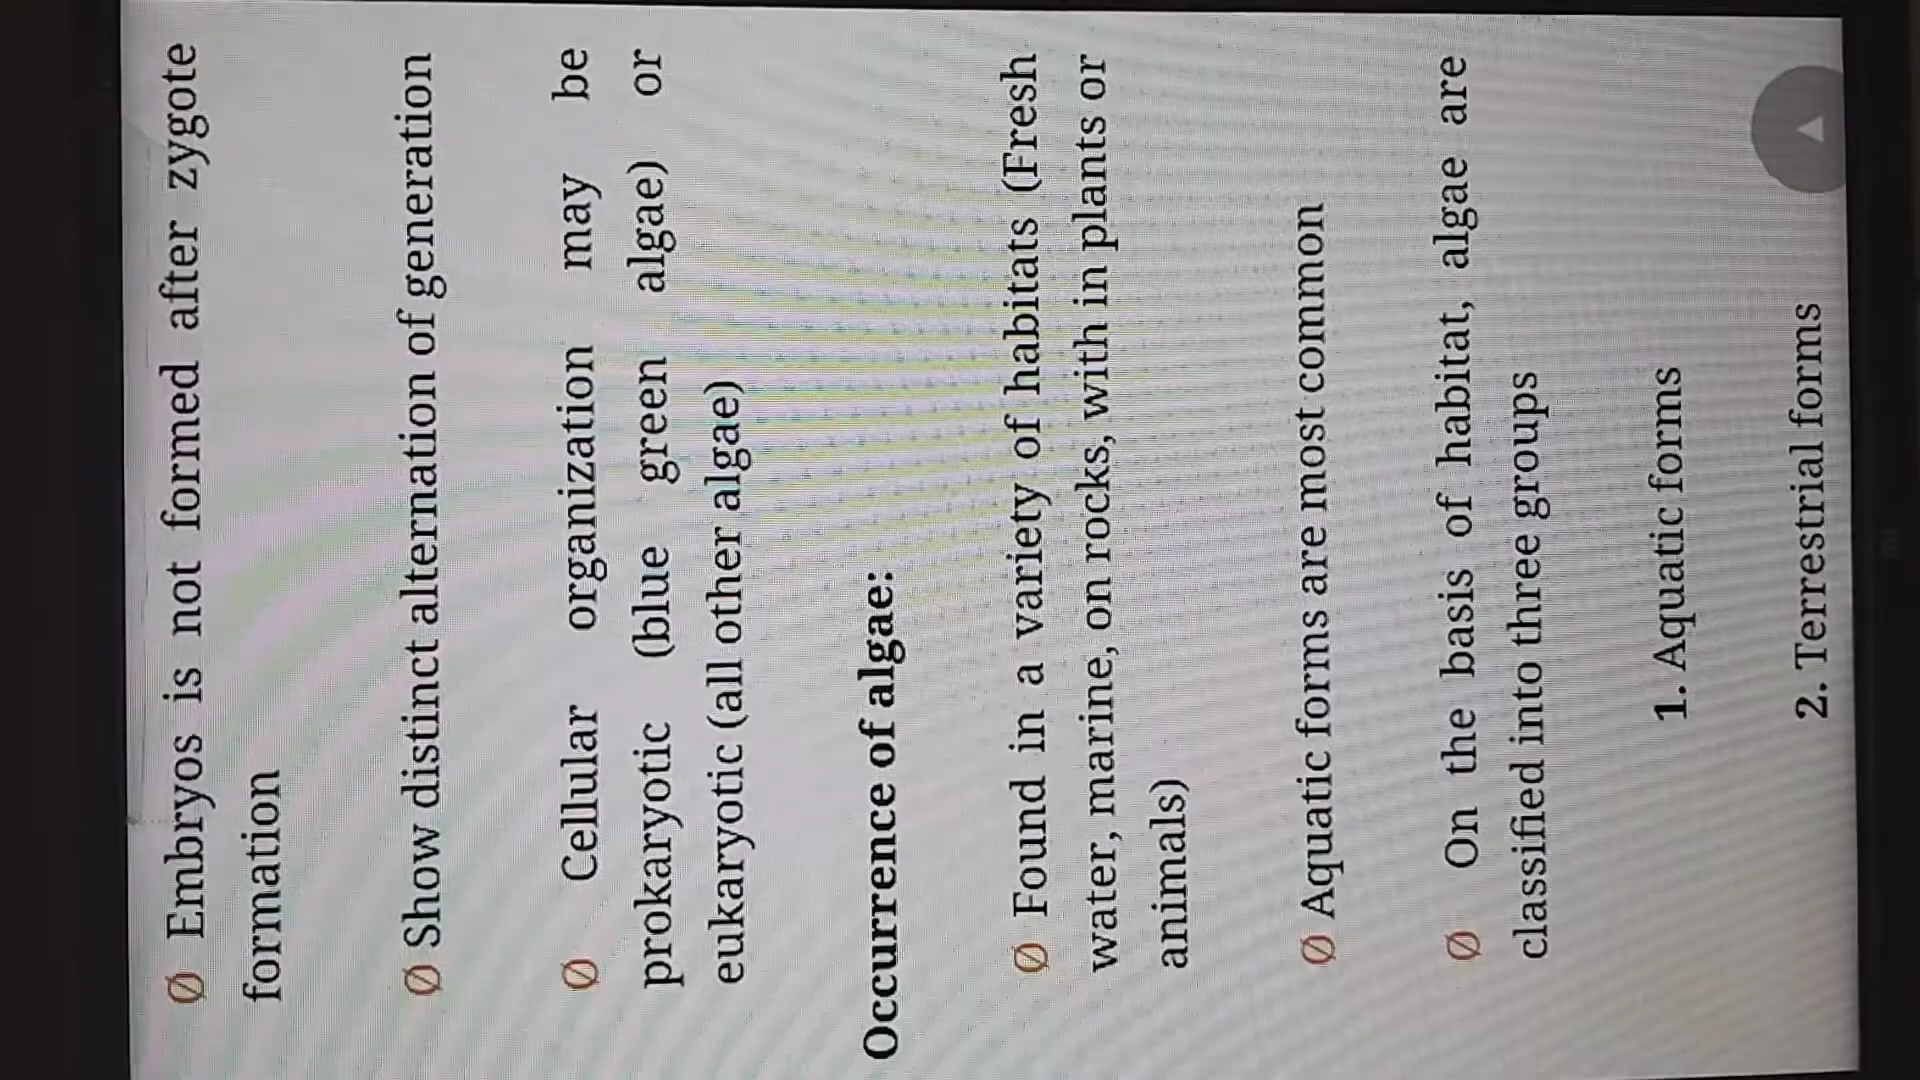 Ø Embryos is not formed after zygote
formation
Ø Show distinct alternation of generation
Ø Cellular organization may be
prokaryotic (blue green algae) or
eukaryotic (all other algae)
Occurrence of algae:
Ø Found in a variety of habitats (Fresh
water, marine, on rocks, with in plants or
animals)
Ø Aquatic forms are most common
Ø On the basis of habitat, algae are
classified into three groups
1. Aquatic forms
2. Terrestrial forms